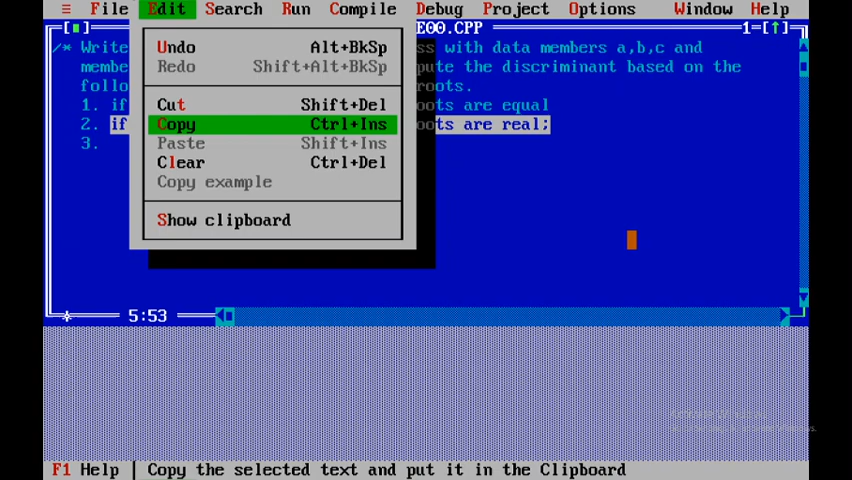 ≡ File Edit Search Run Compile Debug Project Options Window Help
[■] E00.CPP 1=[↑]
/* Write ss with data members a,b,c and
membe pute the discriminant based on the
follo roots.
1. if oots are equal
2. if oots are real;
3.
Undo Alt+BkSp
Redo Shift+Alt+BkSp
Cut Shift+Del
Copy Ctrl+Ins
Paste Shift+Ins
Clear Ctrl+Del
Copy example
Show clipboard
5:53
Activate Windows
F1 Help | Copy the selected text and put it in the Clipboard